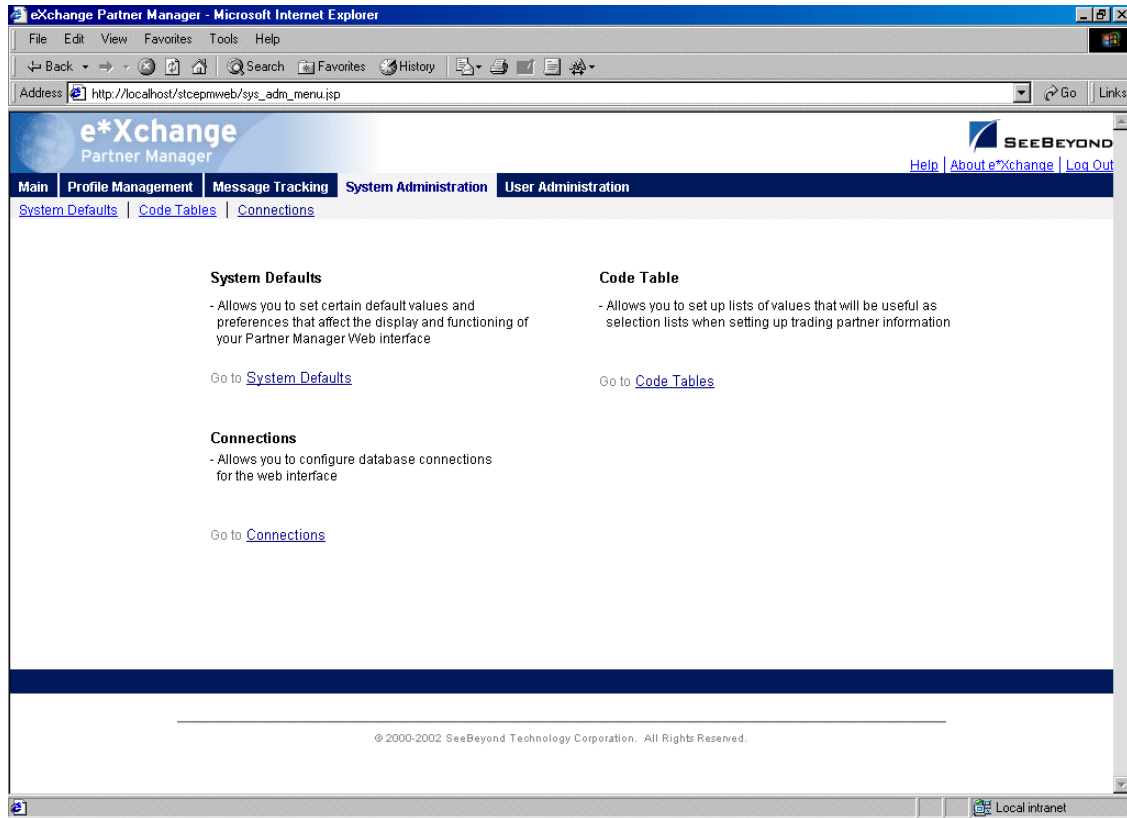 eXchange Partner Manager - Microsoft Internet Explorer
File Edit View Favorites Tools Help
Back Search Favorites History
Address http://localhost/stcepmweb/sys_adm_menu.jsp Go Links
e*Xchange
Partner Manager
SEEBEYOND
Help | About e*Xchange | Log Out
Main Profile Management Message Tracking System Administration User Administration
System Defaults | Code Tables | Connections
System Defaults
- Allows you to set certain default values and
preferences that affect the display and functioning of
your Partner Manager Web interface
Go to System Defaults
Code Table
- Allows you to set up lists of values that will be useful as
selection lists when setting up trading partner information
Go to Code Tables
Connections
- Allows you to configure database connections
for the web interface
Go to Connections
© 2000-2002 SeeBeyond Technology Corporation. All Rights Reserved.
Local intranet